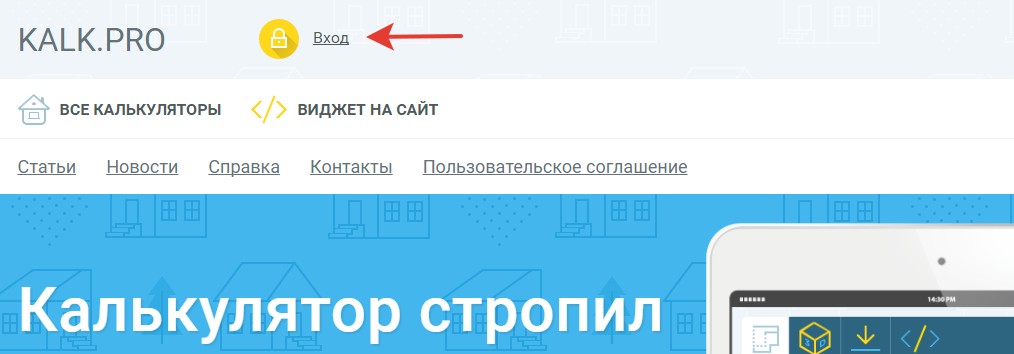 KALK.PRO Вход
ВСЕ КАЛЬКУЛЯТОРЫ ВИДЖЕТ НА САЙТ
Статьи Новости Справка Контакты Пользовательское соглашение
Калькулятор стропил
14:30 PM